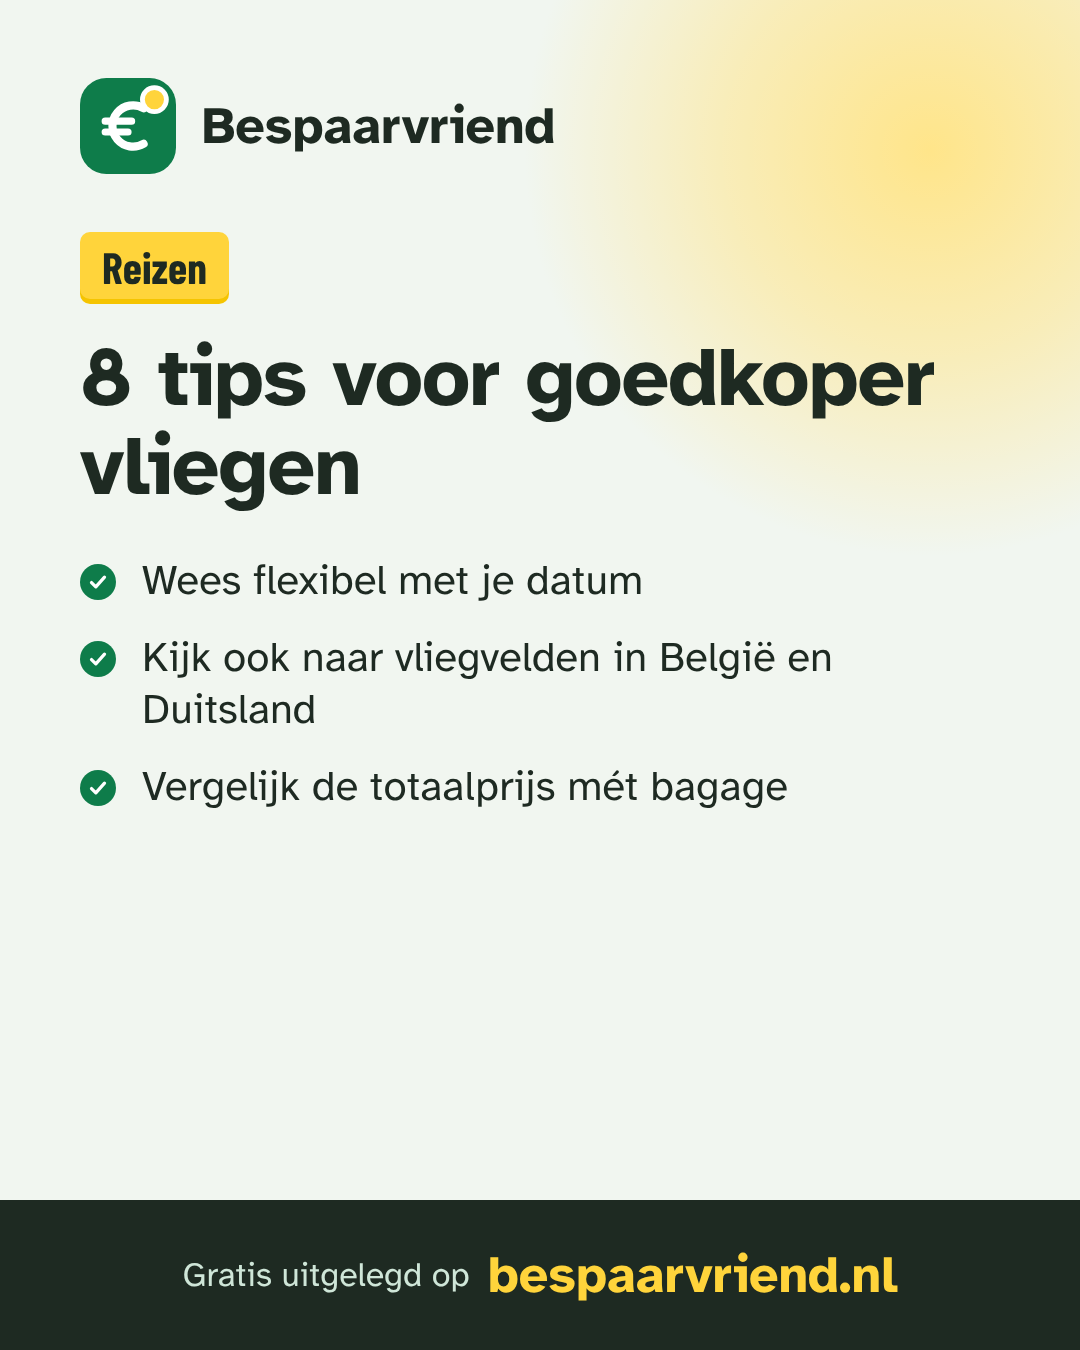 Bespaarvriend
Reizen
8 tips voor goedkoper
vliegen
Wees flexibel met je datum
Kijk ook naar vliegvelden in België en
Duitsland
Vergelijk de totaalprijs mét bagage
Gratis uitgelegd op bespaarvriend.nl